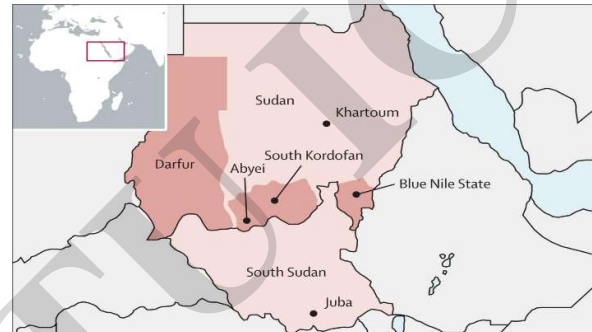 Sudan
Khartoum
South Kordofan
Darfur
Abyei
Blue Nile State
South Sudan
Juba